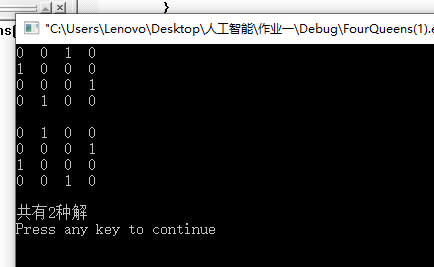 }
"C:\Users\Lenovo\Desktop\人工智能\作业一\Debug\FourQueens(1).e
0 0 1 0
1 0 0 0
0 0 0 1
0 1 0 0
0 1 0 0
0 0 0 1
1 0 0 0
0 0 1 0
共有2种解
Press any key to continue